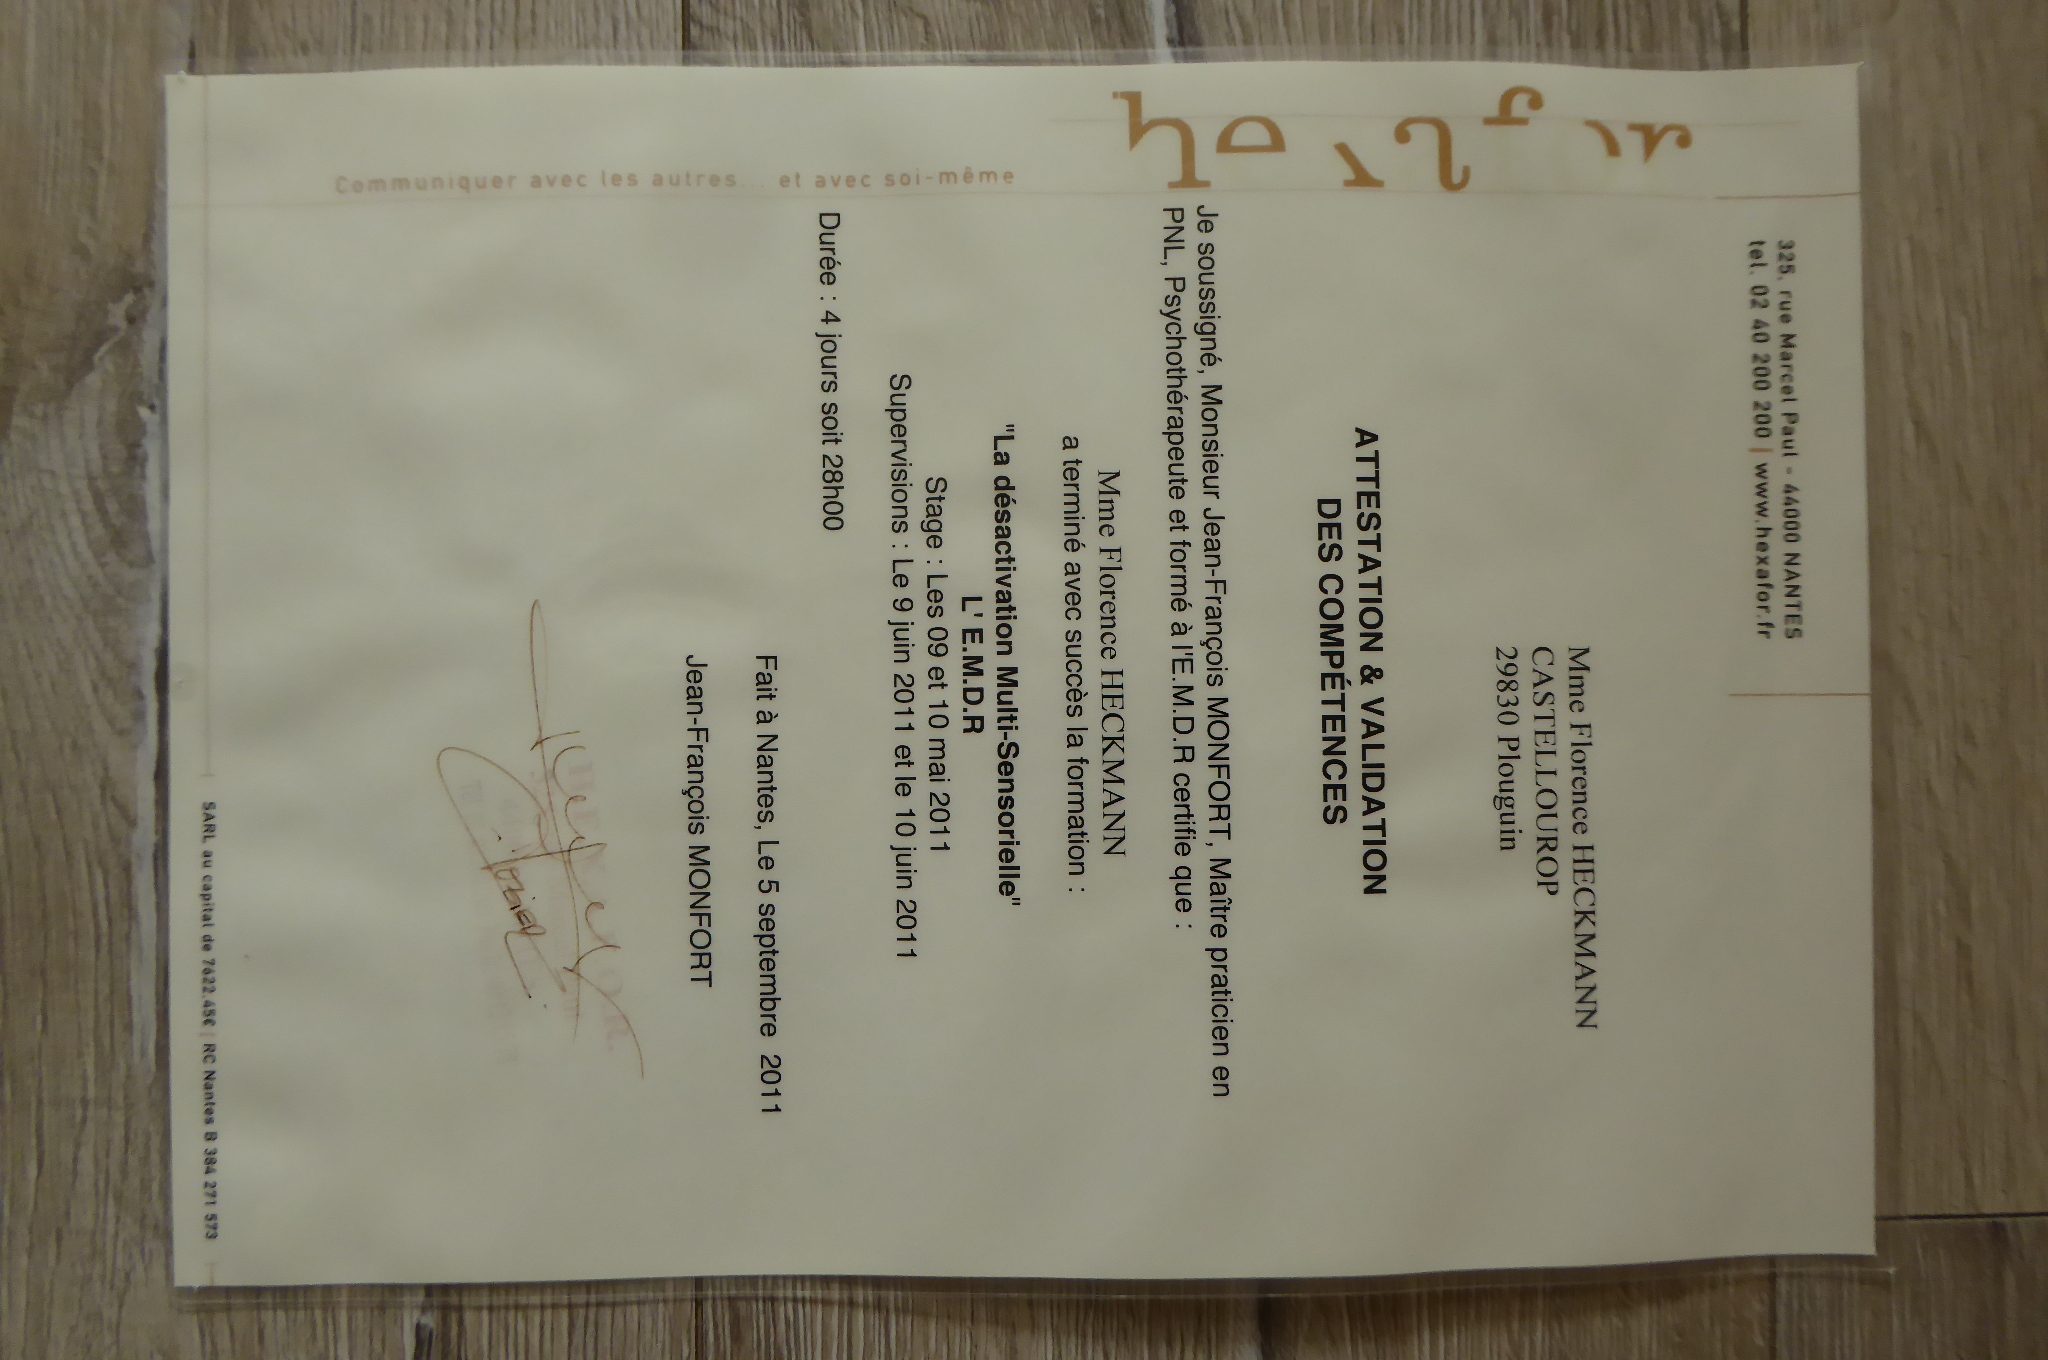 hexafor
325, rue Marcel Paul - 44000 NANTES
tel. 02 40 200 200 | www.hexafor.fr
Mme Florence HECKMANN
CASTELLOUROP
29830 Plouguin
ATTESTATION & VALIDATION
DES COMPÉTENCES
Je soussigné, Monsieur Jean-François MONFORT, Maître praticien en
PNL, Psychothérapeute et formé à l'E.M.D.R certifie que :
Mme Florence HECKMANN
a terminé avec succès la formation :
"La désactivation Multi-Sensorielle"
L' E.M.D.R
Stage : Les 09 et 10 mai 2011
Supervisions : Le 9 juin 2011 et le 10 juin 2011
Durée : 4 jours soit 28h00
Fait à Nantes, Le 5 septembre 2011
Jean-François MONFORT
Communiquer avec les autres... et avec soi-même
SARL au capital de 7622.45€ | RC Nantes B 384 271 573